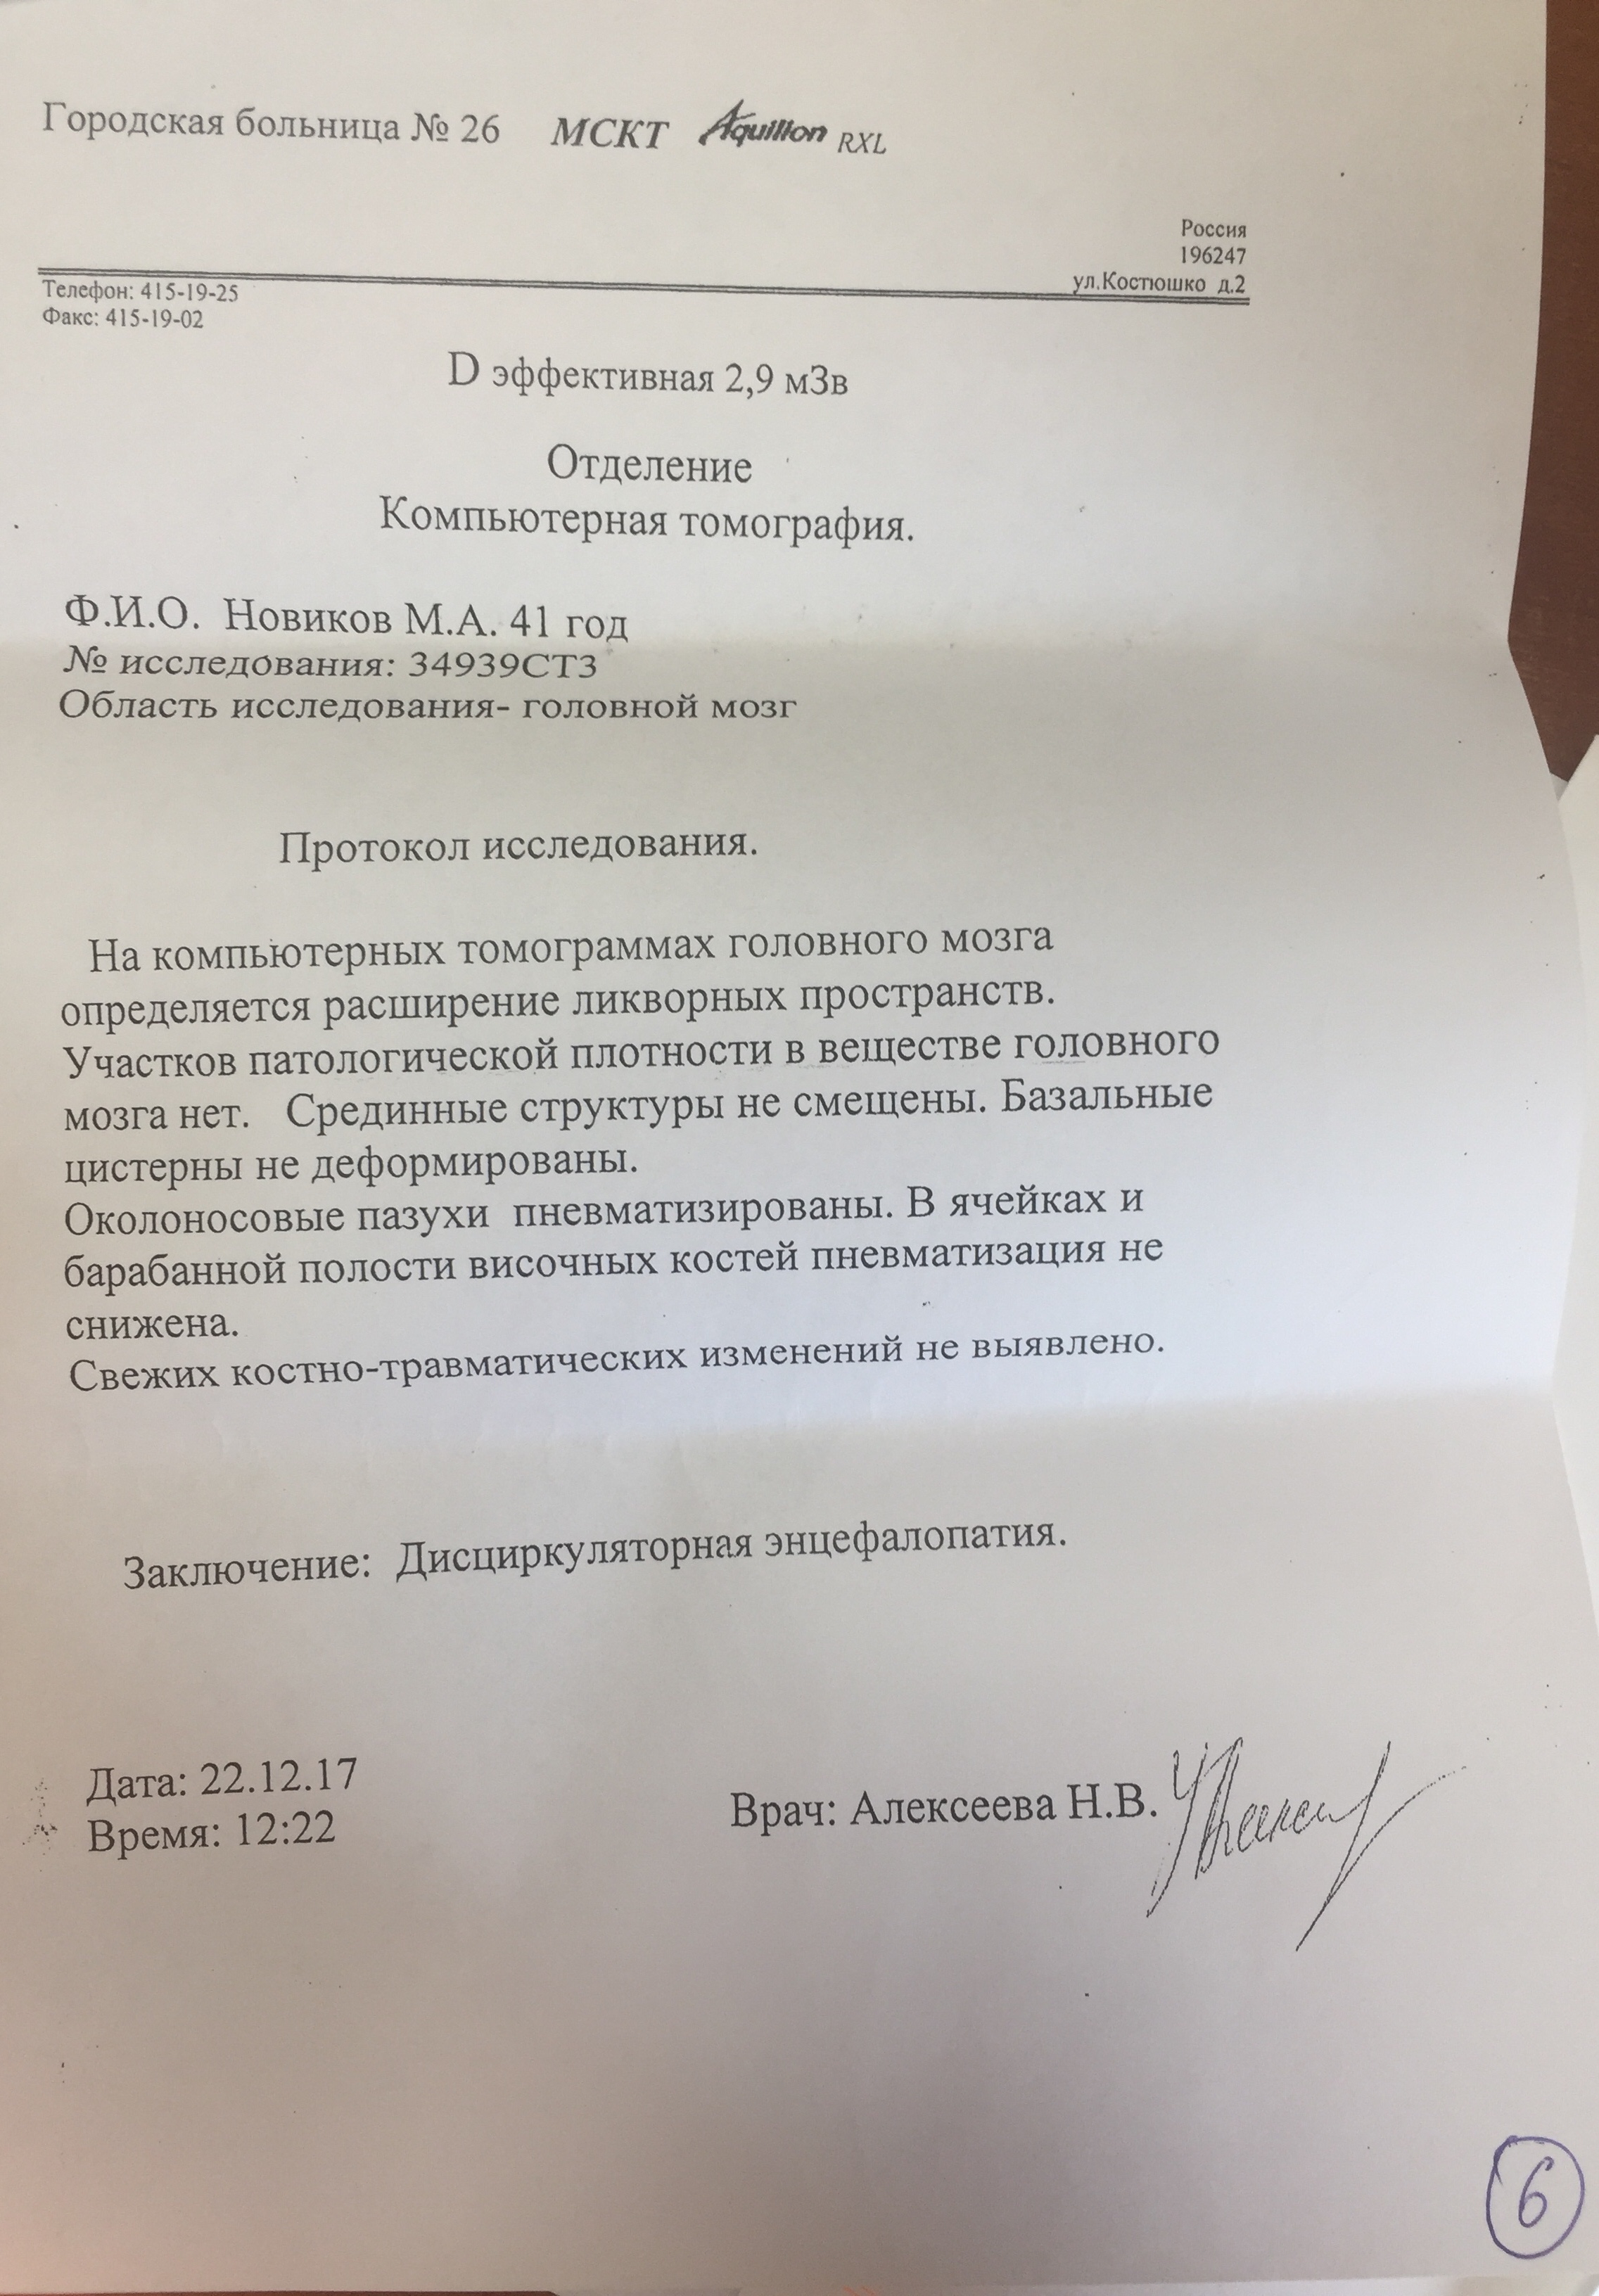 Городская больница № 26 МСКТ Aquilion RXL
Россия
196247
ул.Костюшко д.2
Телефон: 415-19-25
Факс: 415-19-02
D эффективная 2,9 мЗв
Отделение
Компьютерная томография.
Ф.И.О. Новиков М.А. 41 год
№ исследования: 34939СТ3
Область исследования- головной мозг
Протокол исследования.
На компьютерных томограммах головного мозга
определяется расширение ликворных пространств.
Участков патологической плотности в веществе головного
мозга нет. Срединные структуры не смещены. Базальные
цистерны не деформированы.
Околоносовые пазухи пневматизированы. В ячейках и
барабанной полости височных костей пневматизация не
снижена.
Свежих костно-травматических изменений не выявлено.
Заключение: Дисциркуляторная энцефалопатия.
Дата: 22.12.17
Время: 12:22
Врач: Алексеева Н.В.
6